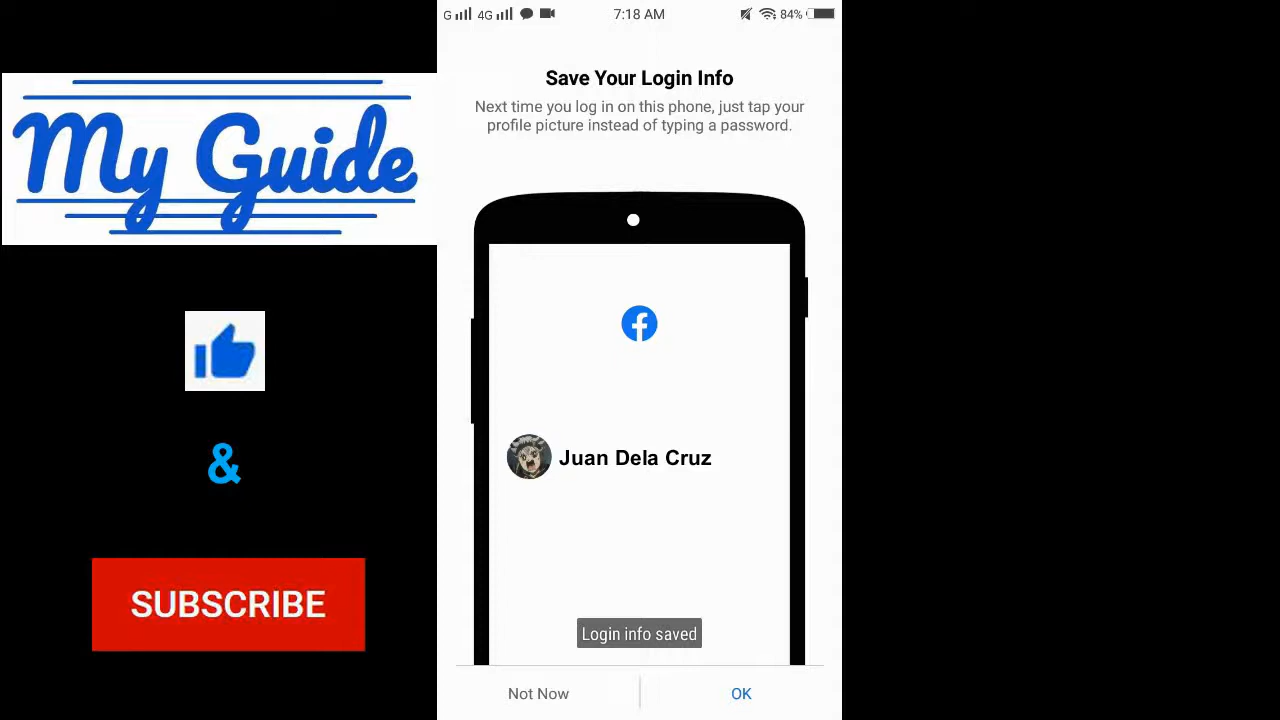 G 4G 7:18 AM 84%
My Guide
&
SUBSCRIBE
Save Your Login Info
Next time you log in on this phone, just tap your
profile picture instead of typing a password.
Juan Dela Cruz
Login info saved
Not Now OK